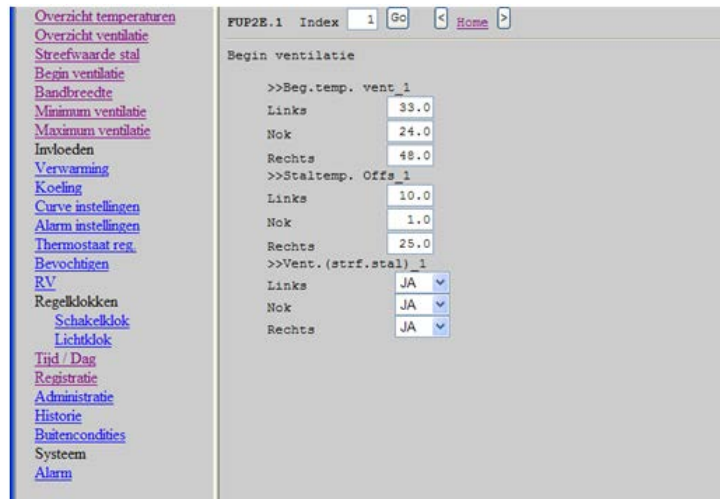 Overzicht temperaturen
Overzicht ventilatie
Streefwaarde stal
Begin ventilatie
Bandbreedte
Minimum ventilatie
Maximum ventilatie
Invloeden
Verwarming
Koeling
Curve instellingen
Alarm instellingen
Thermostaat reg.
Bevochtigen
RV
Regelklokken
Schakelklok
Lichtklok
Tijd / Dag
Registratie
Administratie
Historie
Buitencondities
Systeem
Alarm
FUP2E.1 Index 1 Go < Home >
Begin ventilatie
>>Beg.temp. vent_1
Links 33.0
Nok 24.0
Rechts 48.0
>>Staltemp. Offs_1
Links 10.0
Nok 1.0
Rechts 25.0
>>Vent.(strf.stal)_1
Links JA
Nok JA
Rechts JA